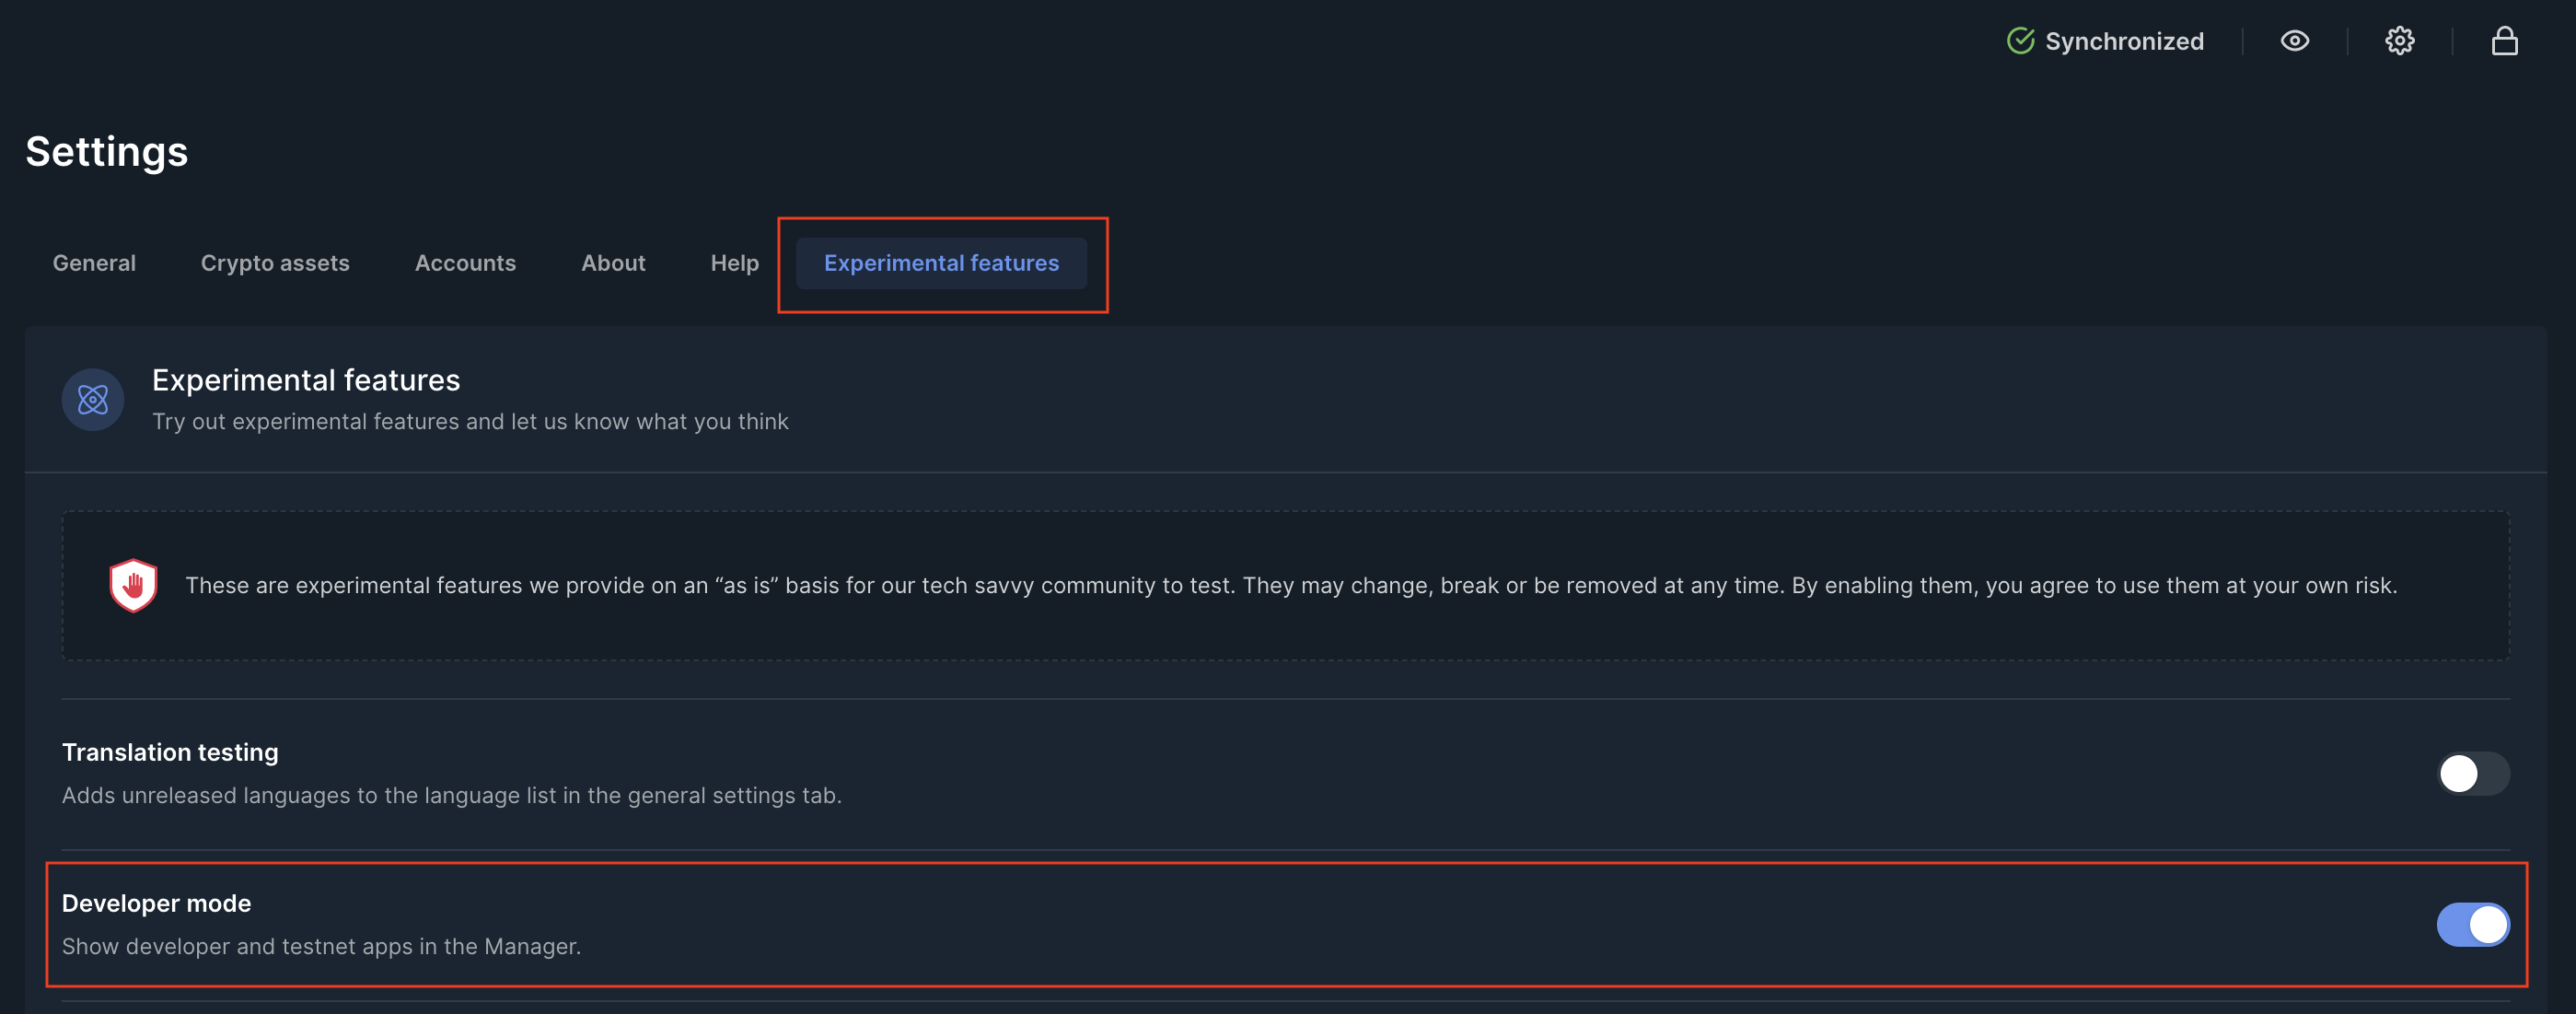 Synchronized
Settings
General
Crypto assets
Accounts
About
Help
Experimental features
Experimental features
Try out experimental features and let us know what you think
These are experimental features we provide on an “as is” basis for our tech savvy community to test. They may change, break or be removed at any time. By enabling them, you agree to use them at your own risk.
Translation testing
Adds unreleased languages to the language list in the general settings tab.
Developer mode
Show developer and testnet apps in the Manager.